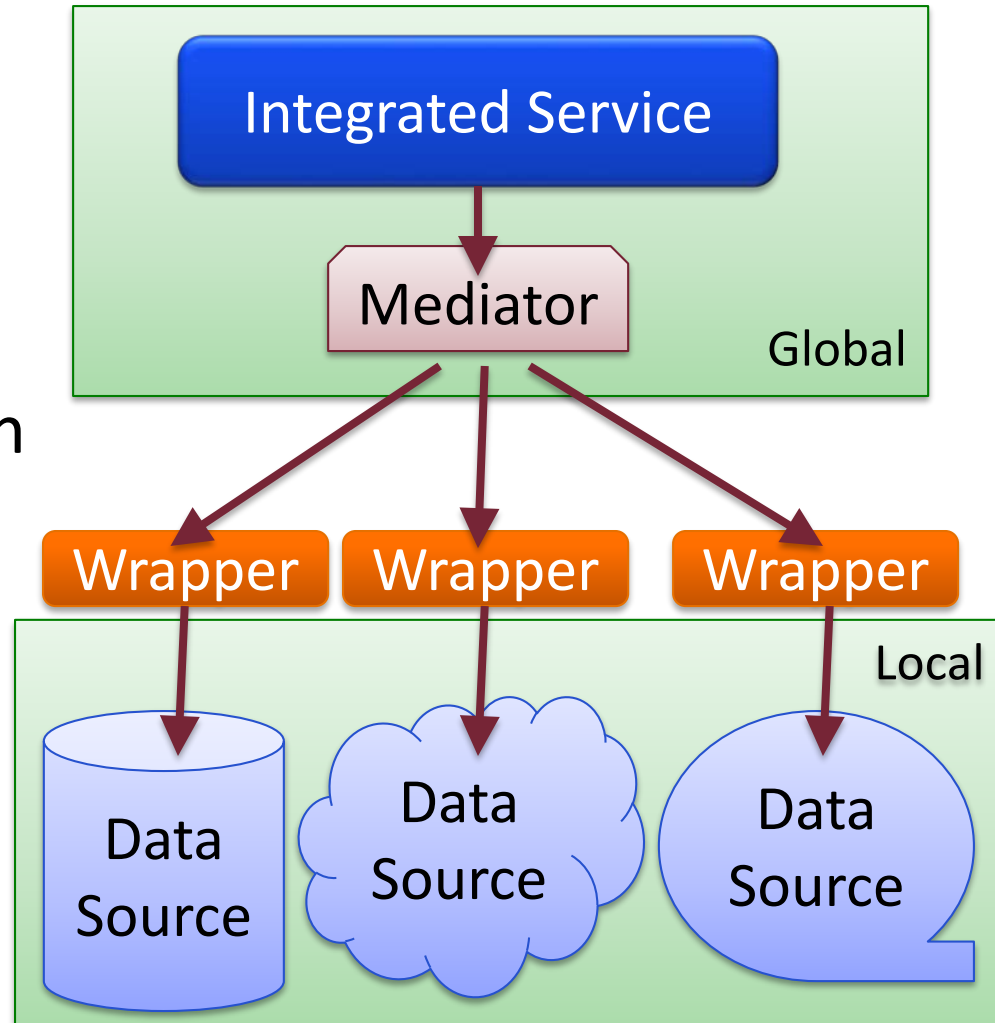 Integrated Service
Mediator
Global
n
Wrapper Wrapper Wrapper
Local
Data
Source
Data
Source
Data
Source